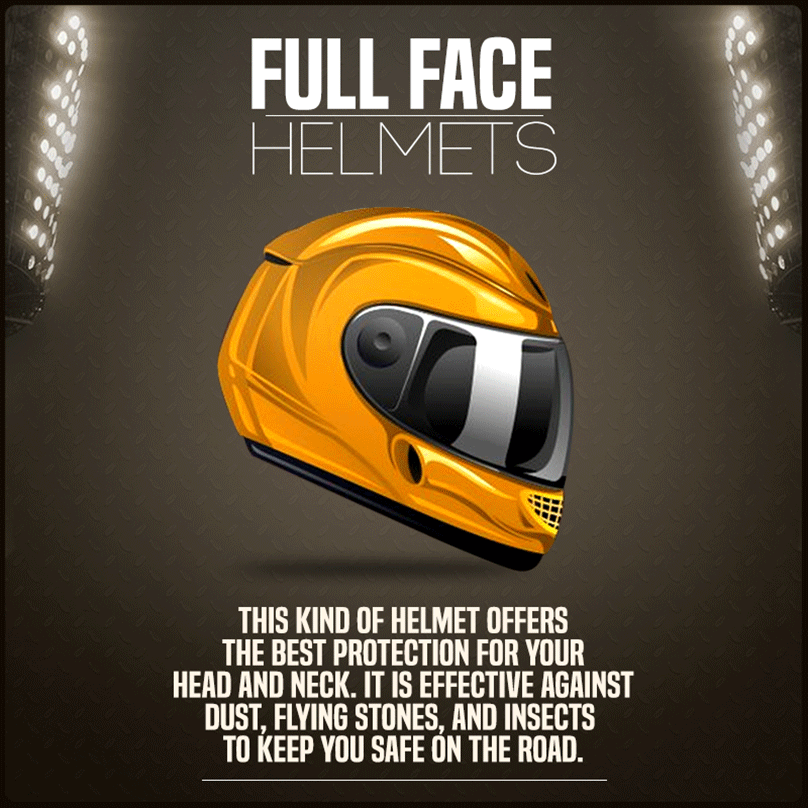 FULL FACE
HELMETS
THIS KIND OF HELMET OFFERS
THE BEST PROTECTION FOR YOUR
HEAD AND NECK. IT IS EFFECTIVE AGAINST
DUST, FLYING STONES, AND INSECTS
TO KEEP YOU SAFE ON THE ROAD.